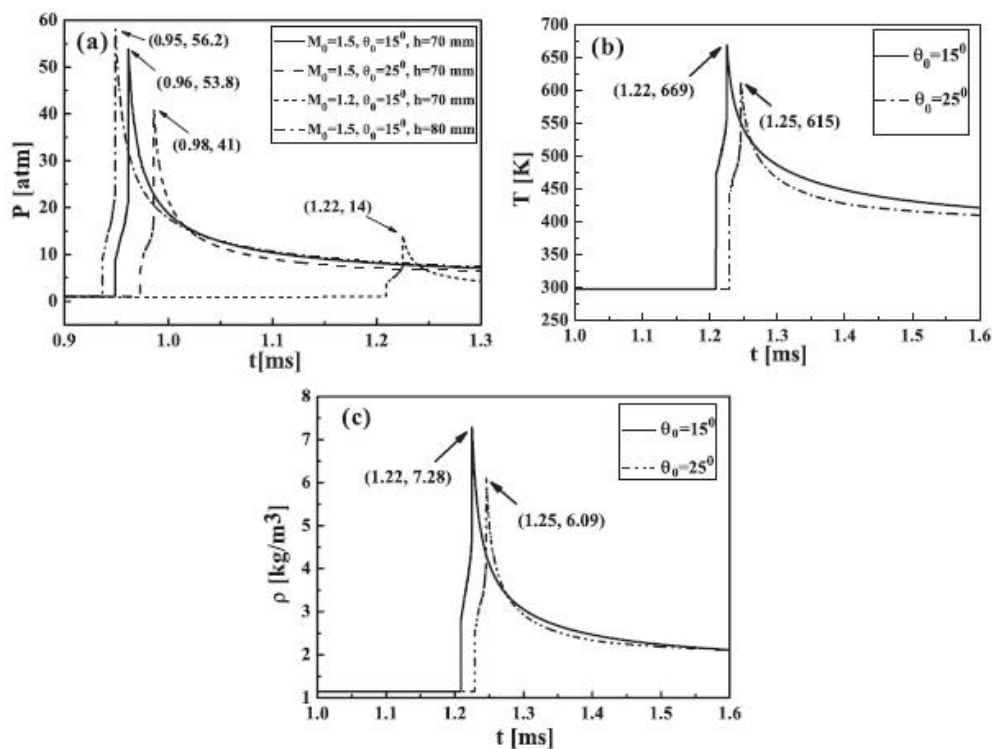 (a)
P [atm]
60
50
40
30
20
10
0
(0.95, 56.2)
(0.96, 53.8)
(0.98, 41)
(1.22, 14)
M₀=1.5, θ₀=15⁰, h=70 mm
M₀=1.5, θ₀=25⁰, h=70 mm
M₀=1.2, θ₀=15⁰, h=70 mm
M₀=1.5, θ₀=15⁰, h=80 mm
0.9 1.0 1.1 1.2 1.3
t[ms]
(b)
T [K]
700
650
600
550
500
450
400
350
300
250
(1.22, 669)
(1.25, 615)
θ₀=15⁰
θ₀=25⁰
1.0 1.1 1.2 1.3 1.4 1.5 1.6
t [ms]
(c)
ρ [kg/m3]
8
7
6
5
4
3
2
1
(1.22, 7.28)
(1.25, 6.09)
θ₀=15⁰
θ₀=25⁰
1.0 1.1 1.2 1.3 1.4 1.5 1.6
t [ms]